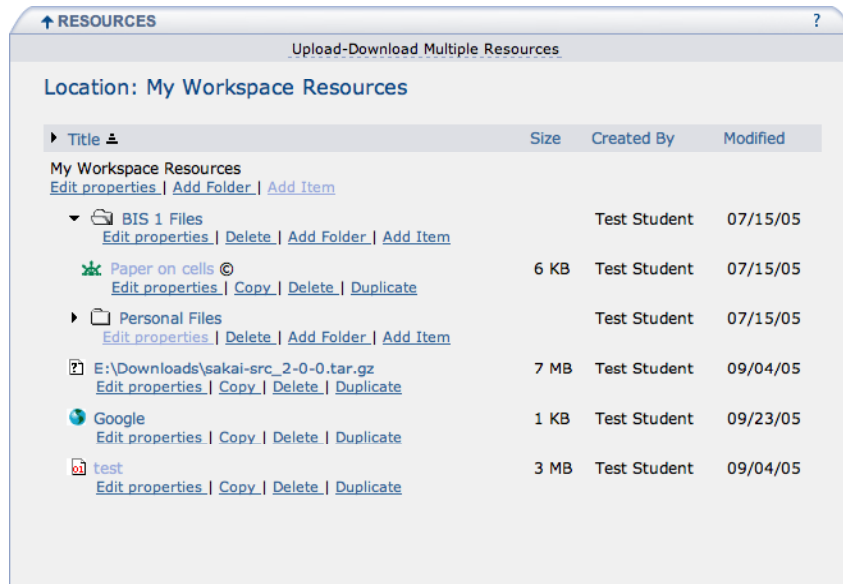 RESOURCES ?
Upload-Download Multiple Resources
Location: My Workspace Resources
Title Size Created By Modified
My Workspace Resources
Edit properties | Add Folder | Add Item
BIS 1 Files Test Student 07/15/05
Edit properties | Delete | Add Folder | Add Item
Paper on cells © 6 KB Test Student 07/15/05
Edit properties | Copy | Delete | Duplicate
Personal Files Test Student 07/15/05
Edit properties | Delete | Add Folder | Add Item
E:\Downloads\sakai-src_2-0-0.tar.gz 7 MB Test Student 09/04/05
Edit properties | Copy | Delete | Duplicate
Google 1 KB Test Student 09/23/05
Edit properties | Copy | Delete | Duplicate
test 3 MB Test Student 09/04/05
Edit properties | Copy | Delete | Duplicate